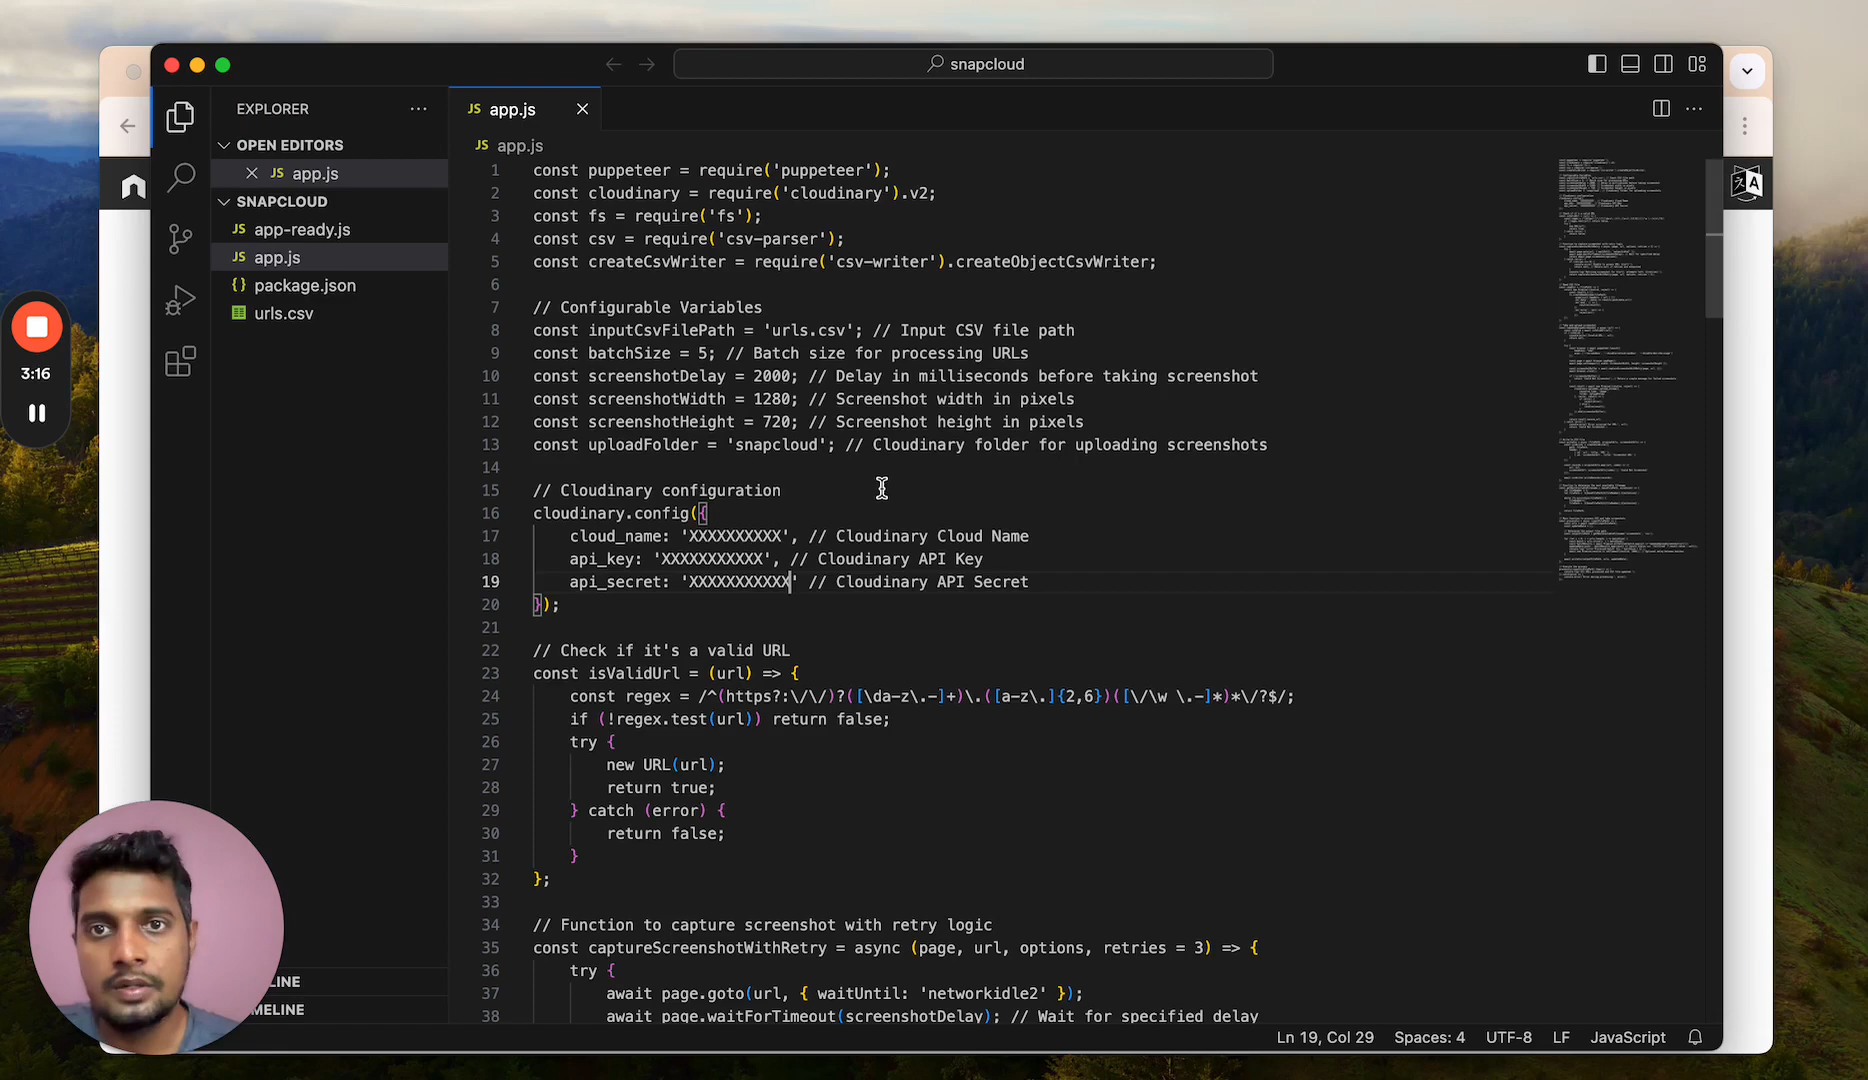 snapcloud
EXPLORER
OPEN EDITORS
JS app.js
SNAPCLOUD
JS app-ready.js
JS app.js
{} package.json
urls.csv
JS app.js
JS app.js
1 const puppeteer = require('puppeteer');
2 const cloudinary = require('cloudinary').v2;
3 const fs = require('fs');
4 const csv = require('csv-parser');
5 const createCsvWriter = require('csv-writer').createObjectCsvWriter;
6
7 // Configurable Variables
8 const inputCsvFilePath = 'urls.csv'; // Input CSV file path
9 const batchSize = 5; // Batch size for processing URLs
10 const screenshotDelay = 2000; // Delay in milliseconds before taking screenshot
11 const screenshotWidth = 1280; // Screenshot width in pixels
12 const screenshotHeight = 720; // Screenshot height in pixels
13 const uploadFolder = 'snapcloud'; // Cloudinary folder for uploading screenshots
14
15 // Cloudinary configuration
16 cloudinary.config({
17 cloud_name: 'XXXXXXXXXX', // Cloudinary Cloud Name
18 api_key: 'XXXXXXXXXXX', // Cloudinary API Key
19 api_secret: 'XXXXXXXXXXX' // Cloudinary API Secret
20 });
21
22 // Check if it's a valid URL
23 const isValidUrl = (url) => {
24 const regex = /^(https?:\/\/)?([\da-z\.-]+)\.([a-z\.]{2,6})([\/\w \.-]*)*\/?$/;
25 if (!regex.test(url)) return false;
26 try {
27 new URL(url);
28 return true;
29 } catch (error) {
30 return false;
31 }
32 };
33
34 // Function to capture screenshot with retry logic
35 const captureScreenshotWithRetry = async (page, url, options, retries = 3) => {
36 try {
37 await page.goto(url, { waitUntil: 'networkidle2' });
38 await page.waitForTimeout(screenshotDelay); // Wait for specified delay
3:16
LINE
MELINE
Ln 19, Col 29 Spaces: 4 UTF-8 LF JavaScript